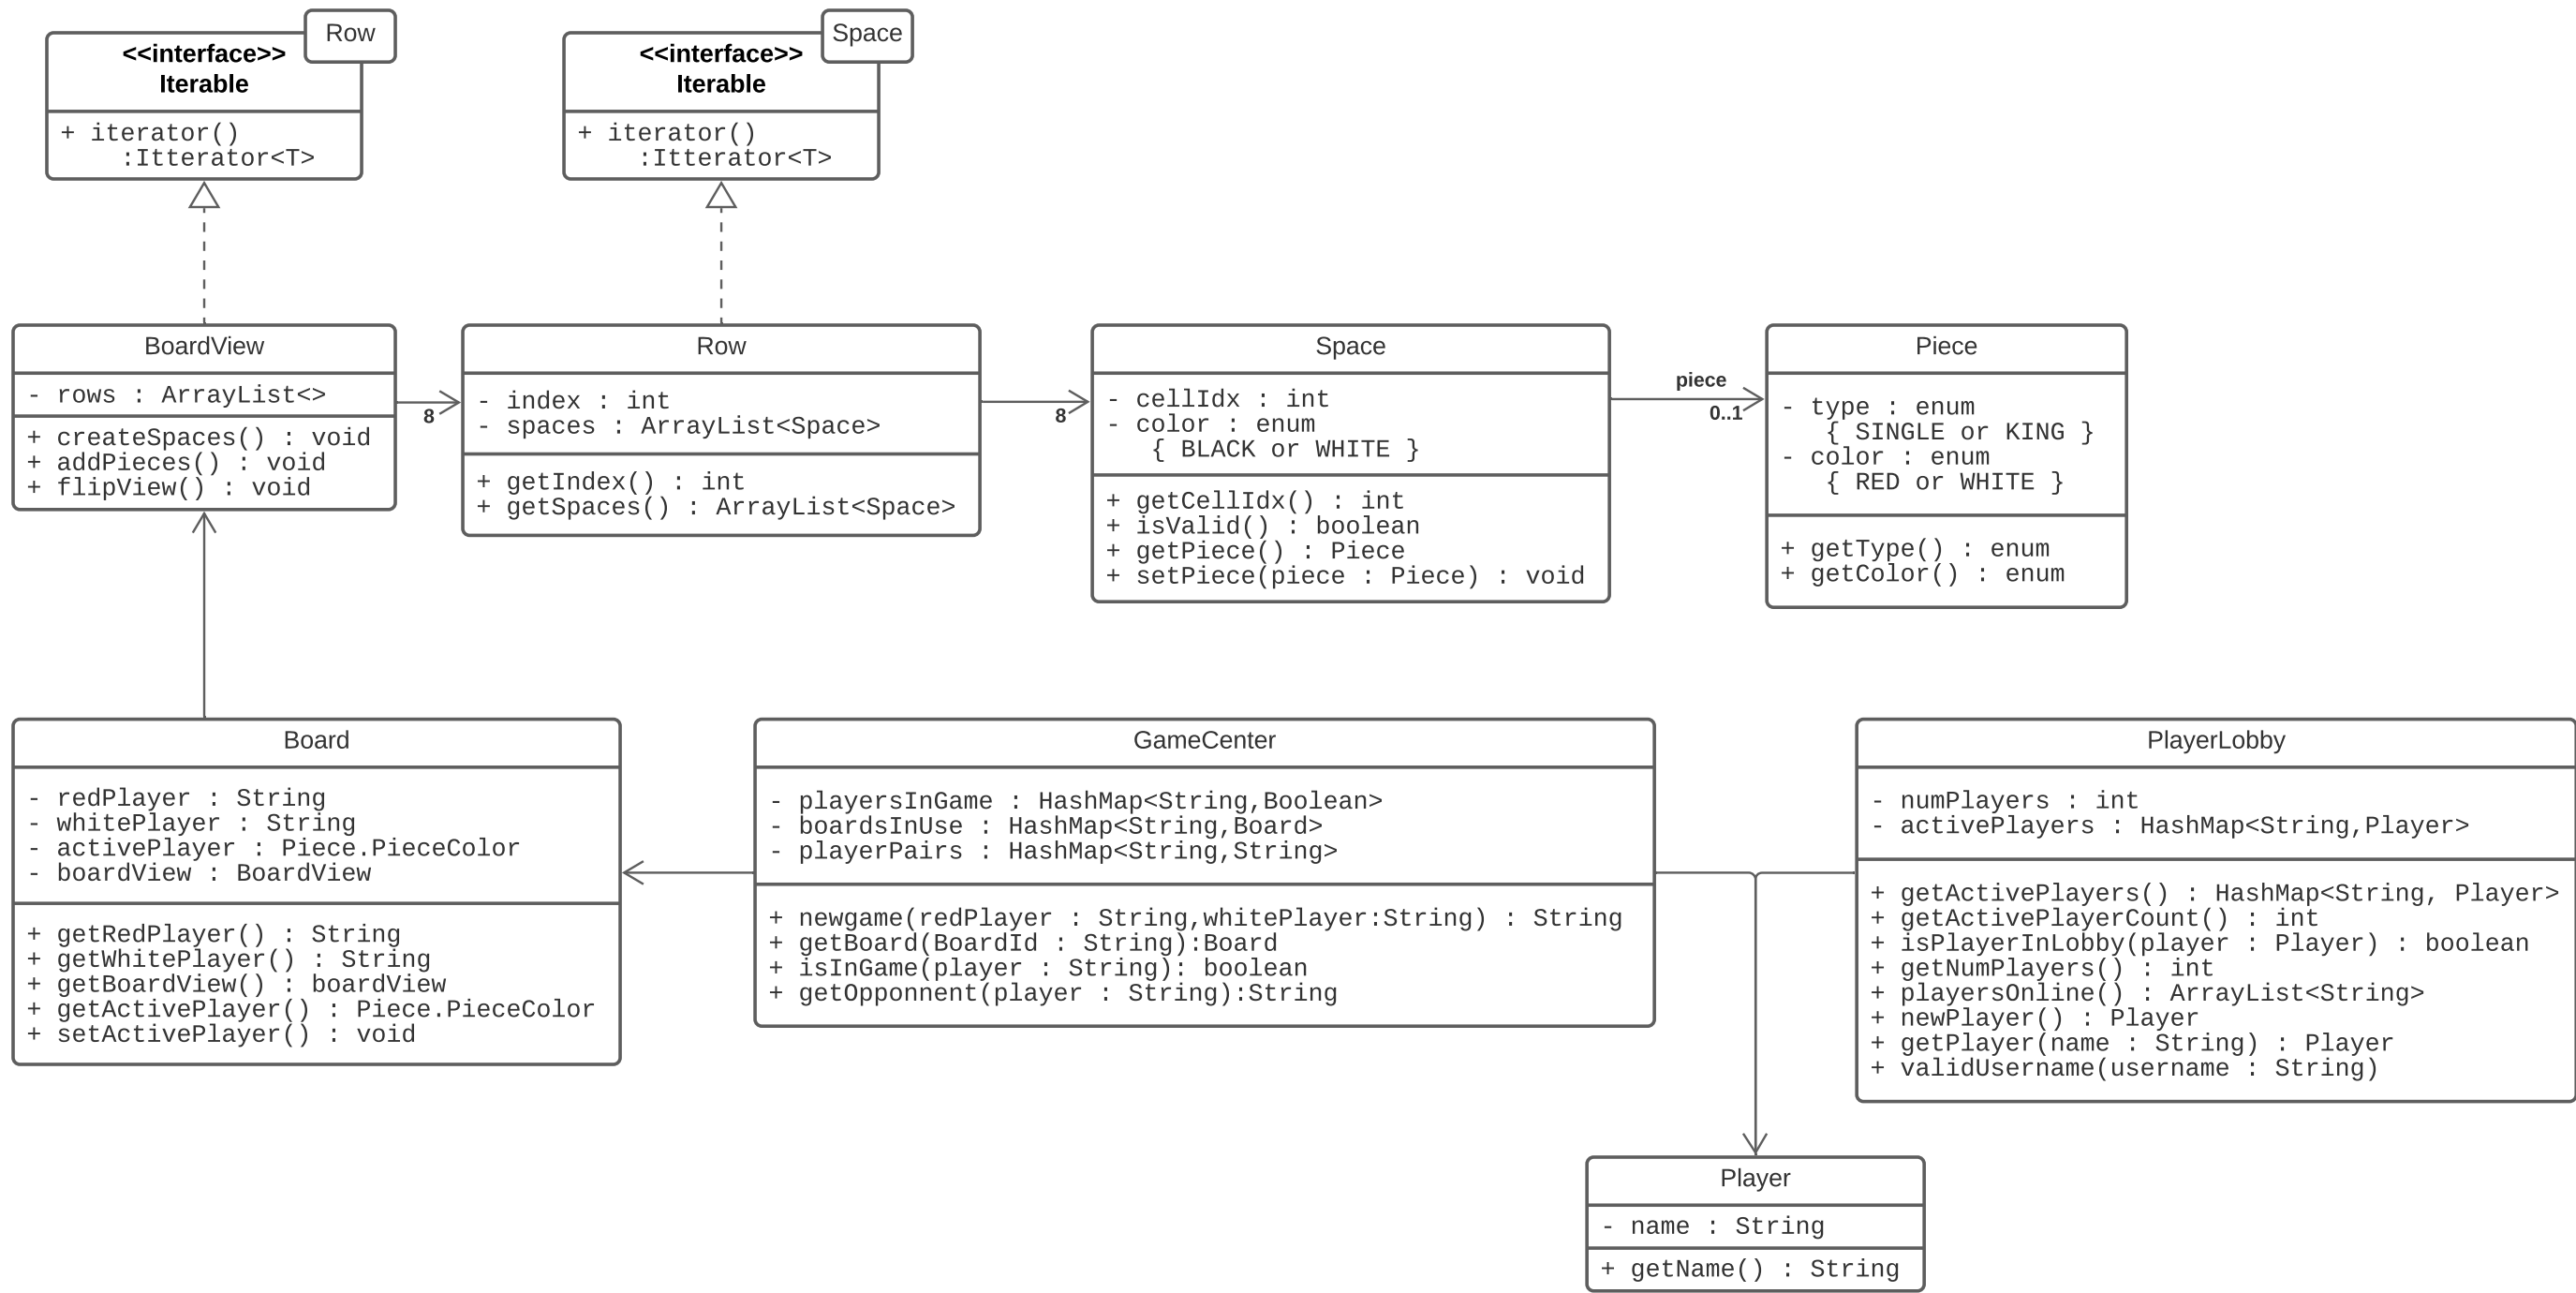 Row
<<interface>>
Iterable
+ iterator()
:Itterator<T>
Space
<<interface>>
Iterable
+ iterator()
:Itterator<T>
BoardView
- rows : ArrayList<>
+ createSpaces() : void
+ addPieces() : void
+ flipView() : void
8
Row
- index : int
- spaces : ArrayList<Space>
+ getIndex() : int
+ getSpaces() : ArrayList<Space>
8
Space
- cellIdx : int
- color : enum
{ BLACK or WHITE }
+ getCellIdx() : int
+ isValid() : boolean
+ getPiece() : Piece
+ setPiece(piece : Piece) : void
piece
0..1
Piece
- type : enum
{ SINGLE or KING }
- color : enum
{ RED or WHITE }
+ getType() : enum
+ getColor() : enum
Board
- redPlayer : String
- whitePlayer : String
- activePlayer : Piece.PieceColor
- boardView : BoardView
+ getRedPlayer() : String
+ getWhitePlayer() : String
+ getBoardView() : boardView
+ getActivePlayer() : Piece.PieceColor
+ setActivePlayer() : void
GameCenter
- playersInGame : HashMap<String,Boolean>
- boardsInUse : HashMap<String,Board>
- playerPairs : HashMap<String,String>
+ newgame(redPlayer : String,whitePlayer:String) : String
+ getBoard(BoardId : String):Board
+ isInGame(player : String): boolean
+ getOpponnent(player : String):String
PlayerLobby
- numPlayers : int
- activePlayers : HashMap<String,Player>
+ getActivePlayers() : HashMap<String, Player>
+ getActivePlayerCount() : int
+ isPlayerInLobby(player : Player) : boolean
+ getNumPlayers() : int
+ playersOnline() : ArrayList<String>
+ newPlayer() : Player
+ getPlayer(name : String) : Player
+ validUsername(username : String)
Player
- name : String
+ getName() : String